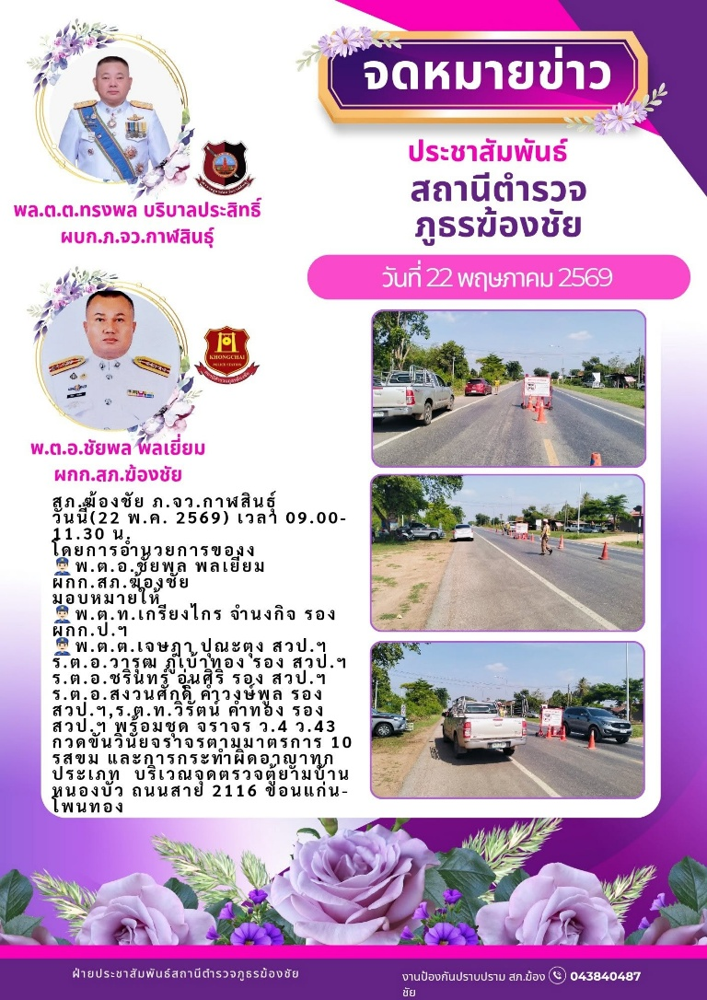 จดหมายข่าว
ประชาสัมพันธ์
สถานีตำรวจ
ภูธรฆ้องชัย
วันที่ 22 พฤษภาคม 2569
พล.ต.ต.ทรงพล บริบาลประสิทธิ์
ผบก.ภ.จว.กาฬสินธุ์
KHONGCHAI
POLICE STATION
พ.ต.อ.ชัยพล พลเยี่ยม
ผกก.สภ.ฆ้องชัย
สภ.ฆ้องชัย ภ.จว.กาฬสินธุ์
วันนี้(22 พ.ค. 2569) เวลา 09.00-
11.30 น.
โดยการอำนวยการของง
พ.ต.อ.ชัยพล พลเยี่ยม
ผกก.สภ.ฆ้องชัย
มอบหมายให้
พ.ต.ท.เกรียงไกร จำนงกิจ รอง
ผกก.ป.ฯ
พ.ต.ต.เจษฎา ปุณะตุง สวป.ฯ
ร.ต.อ.วารุฒ ภูเบ้าทอง รอง สวป.ฯ
ร.ต.อ.ชรินทร์ อุ่นศิริ รอง สวป.ฯ
ร.ต.อ.สงวนศักดิ์ คำวงษ์พูล รอง
สวป.ฯ,ร.ต.ท.วิรัตน์ คำทอง รอง
สวป.ฯ พร้อมชุด จราจร ว.4 ว.43
กวดขันวินัยจราจรตามมาตรการ 10
รสขม และการกระทำผิดอาญาทุก
ประเภท บริเวณจุดตรวจตู้ยามบ้าน
หนองบัว ถนนสาย 2116 ขอนแก่น-
โพนทอง
ฝ่ายประชาสัมพันธ์สถานีตำรวจภูธรฆ้องชัย
งานป้องกันปราบปราม สภ.ฆ้อง
ชัย
043840487